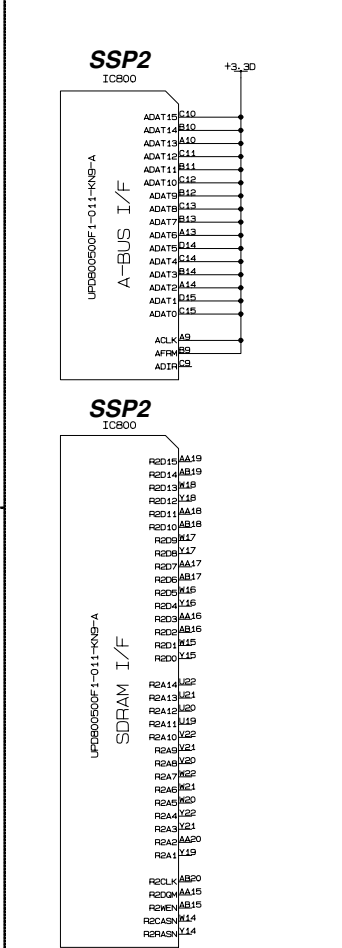 SSP2
IC800
+3.3D
UPD800500F1-011-KN9-A
A-BUS I/F
ADAT15 C10
ADAT14 B10
ADAT13 A10
ADAT12 C11
ADAT11 B11
ADAT10 C12
ADAT9 B12
ADAT8 C13
ADAT7 B13
ADAT6 A13
ADAT5 D14
ADAT4 C14
ADAT3 B14
ADAT2 A14
ADAT1 D15
ADAT0 C15
ACLK A9
AFRM B9
ADIR C9
SSP2
IC800
UPD800500F1-011-KN9-A
SDRAM I/F
R2D15 AA19
R2D14 AB19
R2D13 W18
R2D12 Y18
R2D11 AA18
R2D10 AB18
R2D9 W17
R2D8 Y17
R2D7 AA17
R2D6 AB17
R2D5 W16
R2D4 Y16
R2D3 AA16
R2D2 AB16
R2D1 W15
R2D0 Y15
R2A14 U22
R2A13 U21
R2A12 U20
R2A11 U19
R2A10 V22
R2A9 V21
R2A8 V20
R2A7 W22
R2A6 W21
R2A5 W20
R2A4 Y22
R2A3 Y21
R2A2 AA20
R2A1 Y19
R2CLK AB20
R2DQM AA15
R2WEN AB15
R2CASN W14
R2RASN Y14